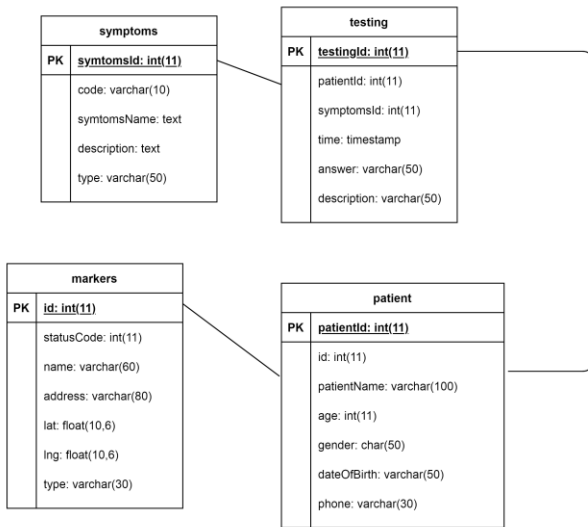 symptoms
PK symtomsId: int(11)
code: varchar(10)
symtomsName: text
description: text
type: varchar(50)
testing
PK testingId: int(11)
patientId: int(11)
symptomsId: int(11)
time: timestamp
answer: varchar(50)
description: varchar(50)
markers
PK id: int(11)
statusCode: int(11)
name: varchar(60)
address: varchar(80)
lat: float(10,6)
lng: float(10,6)
type: varchar(30)
patient
PK patientId: int(11)
id: int(11)
patientName: varchar(100)
age: int(11)
gender: char(50)
dateOfBirth: varchar(50)
phone: varchar(30)